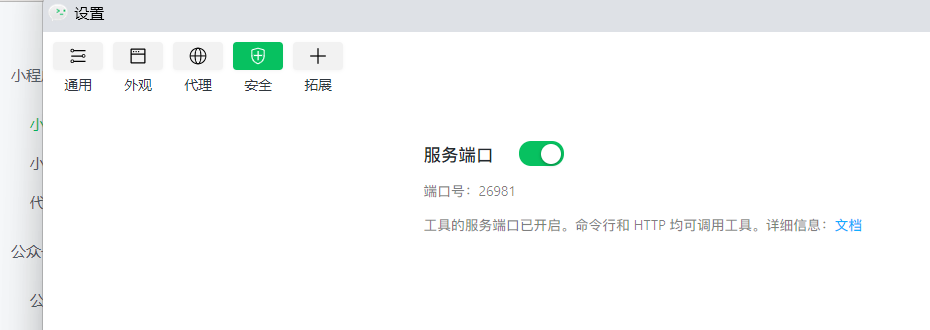 设置
通用 外观 代理 安全 拓展
小程
小
小
代
公众
公
服务端口
端口号：26981
工具的服务端口已开启。命令行和 HTTP 均可调用工具。详细信息：文档